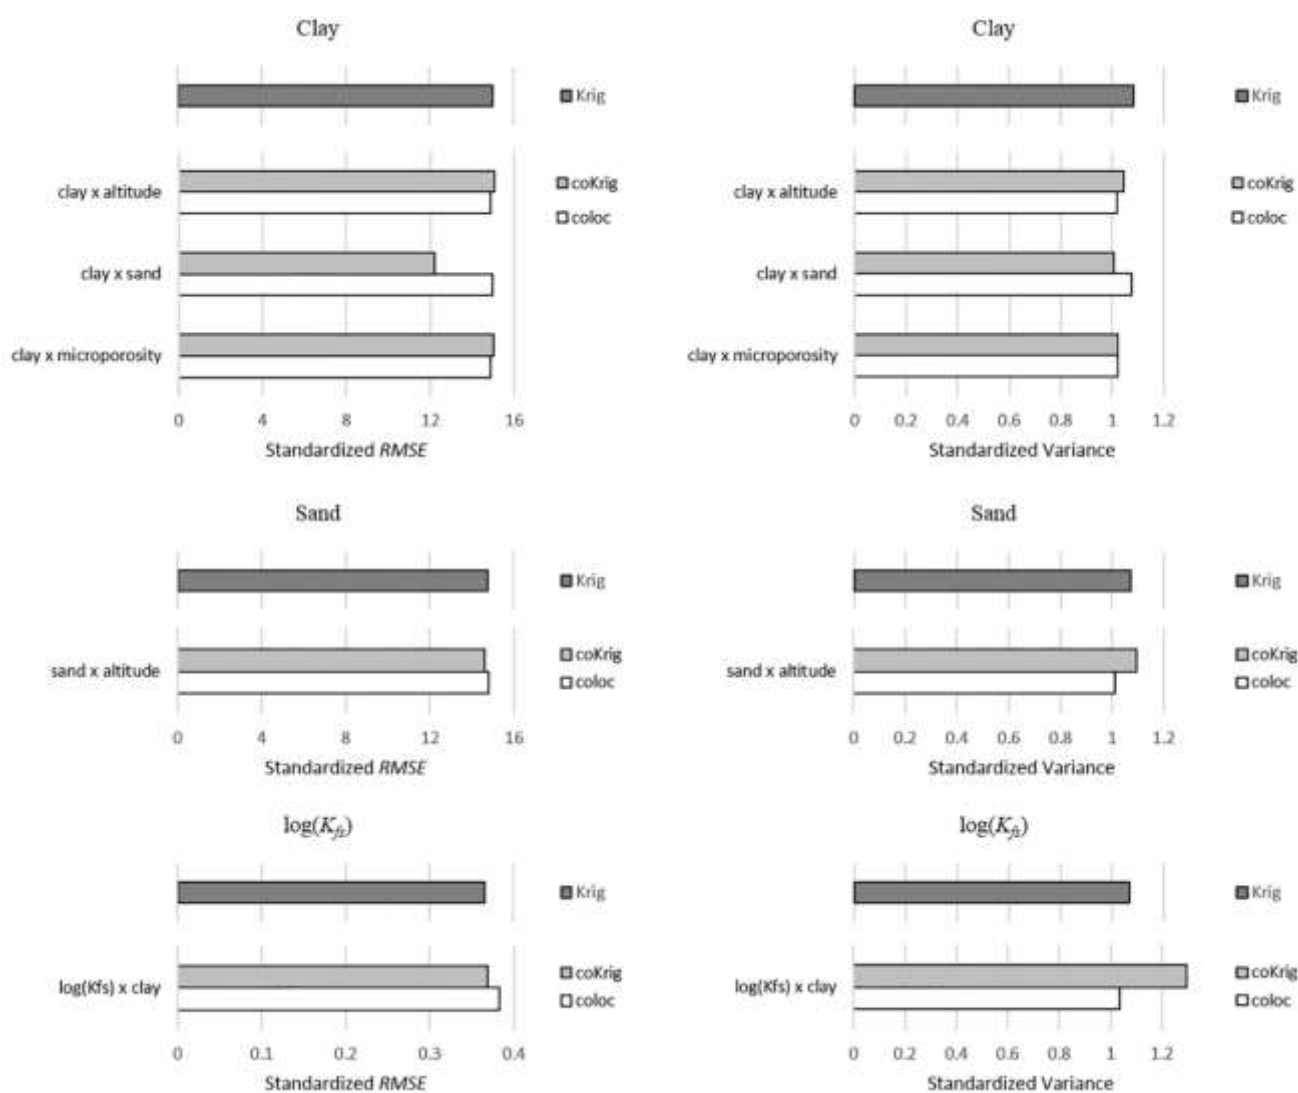 Clay
Krig
clay x altitude
coKrig
coloc
clay x sand
clay x microporosity
0 4 8 12 16
Standardized RMSE
Clay
Krig
clay x altitude
coKrig
coloc
clay x sand
clay x microporosity
0 0.2 0.4 0.6 0.8 1 1.2
Standardized Variance
Sand
Krig
sand x altitude
coKrig
coloc
0 4 8 12 16
Standardized RMSE
Sand
Krig
sand x altitude
coKrig
coloc
0 0.2 0.4 0.6 0.8 1 1.2
Standardized Variance
log(Kfs)
Krig
log(Kfs) x clay
coKrig
coloc
0 0.1 0.2 0.3 0.4
Standardized RMSE
log(Kfs)
Krig
log(Kfs) x clay
coKrig
coloc
0 0.2 0.4 0.6 0.8 1 1.2
Standardized Variance